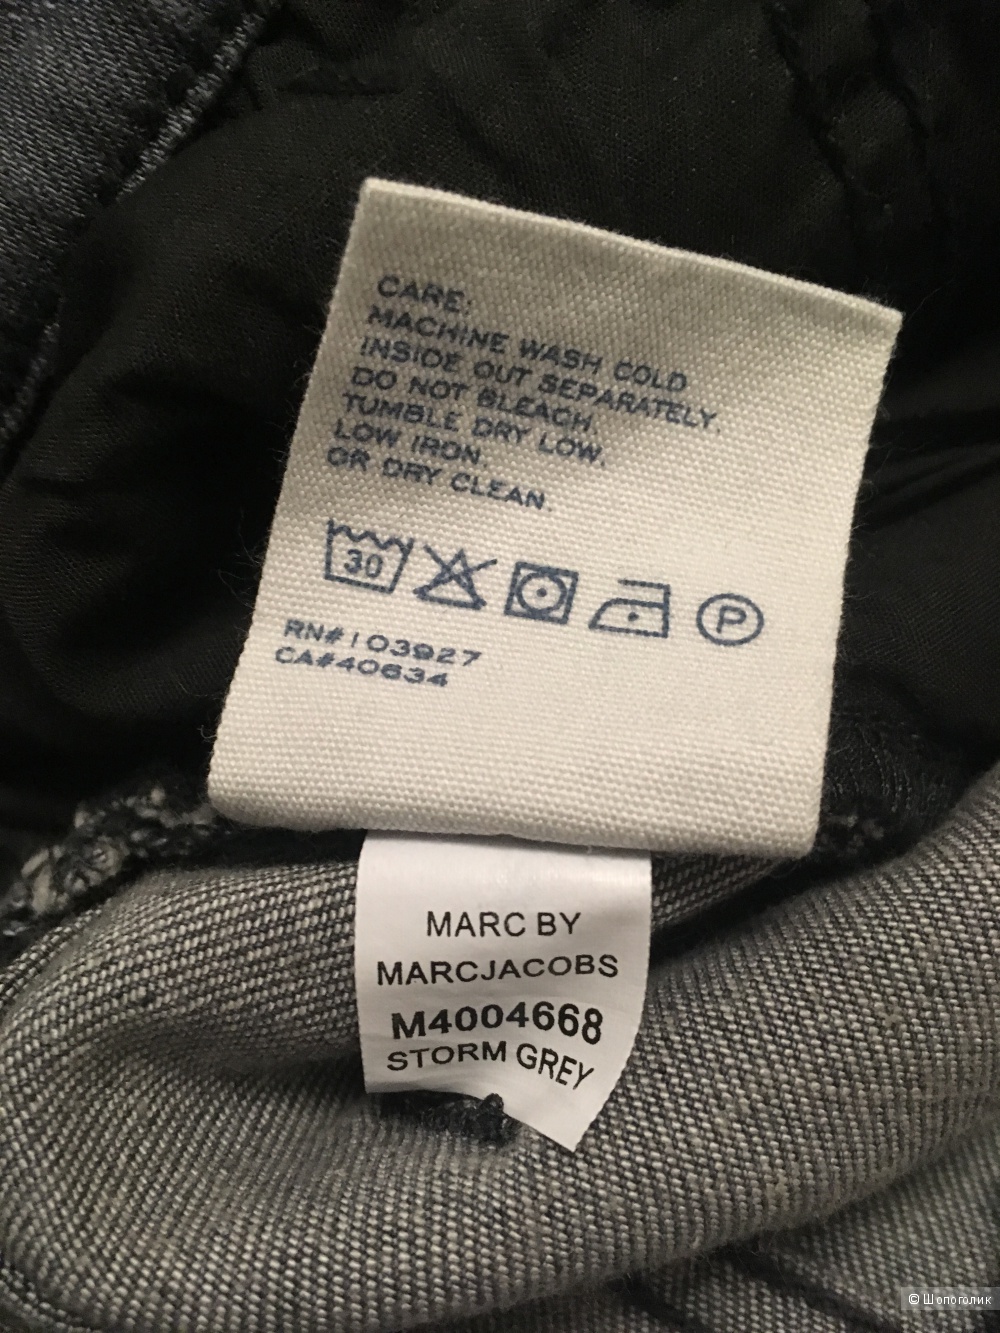 CARE:
MACHINE WASH COLD
INSIDE OUT SEPARATELY.
DO NOT BLEACH.
TUMBLE DRY LOW.
LOW IRON.
OR DRY CLEAN.
30
P
RN#103927
CA#40634
MARC BY
MARCJACOBS
M4004668
STORM GREY
© Шопоголик